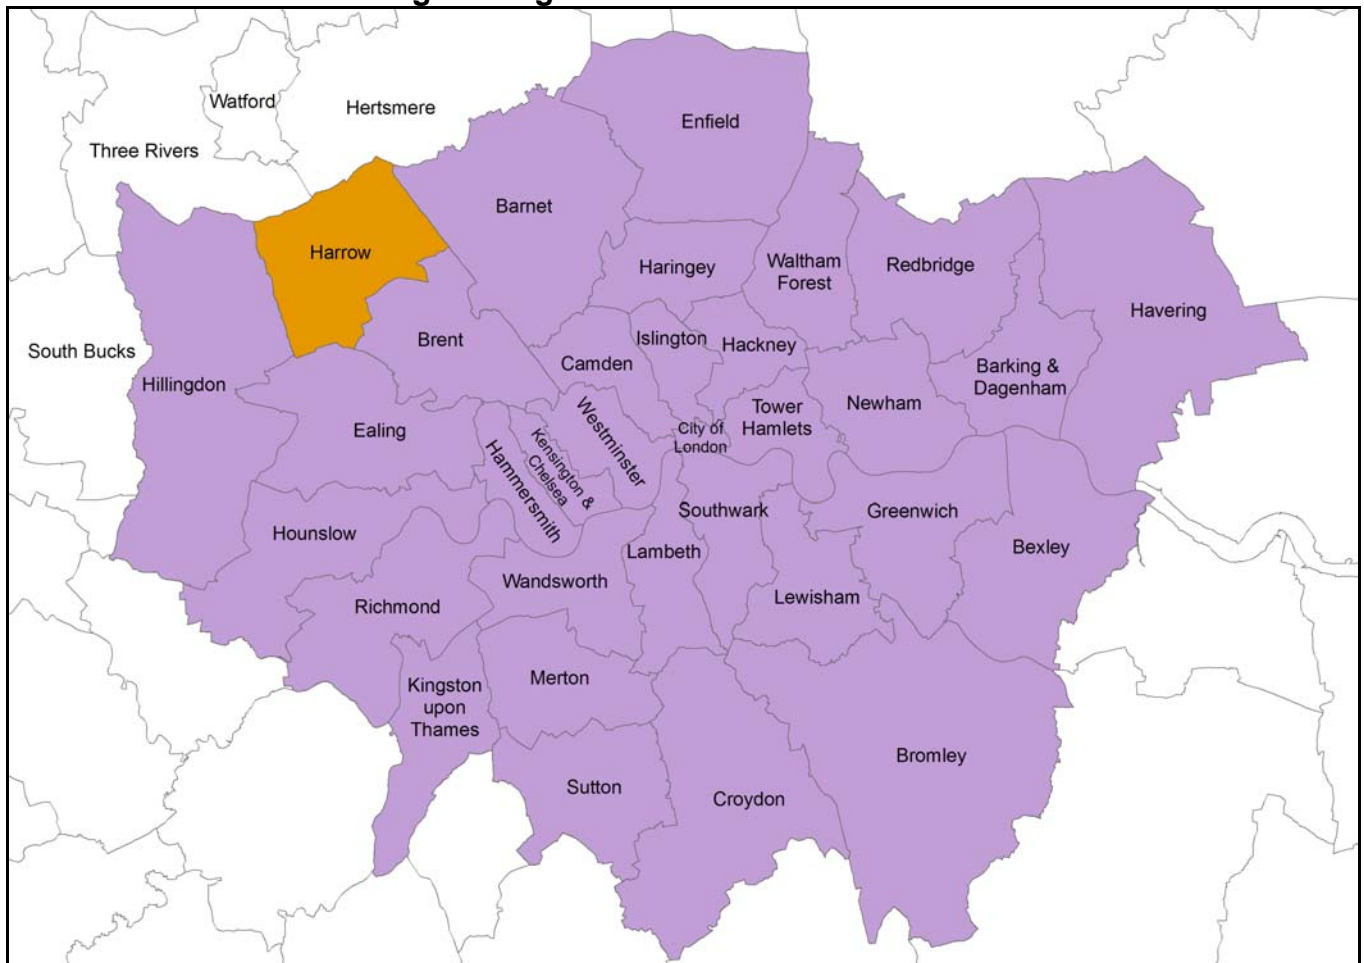 Watford
Hertsmere
Enfield
Three Rivers
Barnet
Harrow
Haringey
Waltham
Forest
Redbridge
Havering
South Bucks
Brent
Islington
Hackney
Camden
Barking &
Dagenham
Hillingdon
Newham
Tower
Hamlets
Ealing
City of
London
Westminster
Kensington &
Chelsea
Hammersmith
Southwark
Greenwich
Hounslow
Lambeth
Bexley
Wandsworth
Lewisham
Richmond
Merton
Kingston
upon
Thames
Bromley
Sutton
Croydon